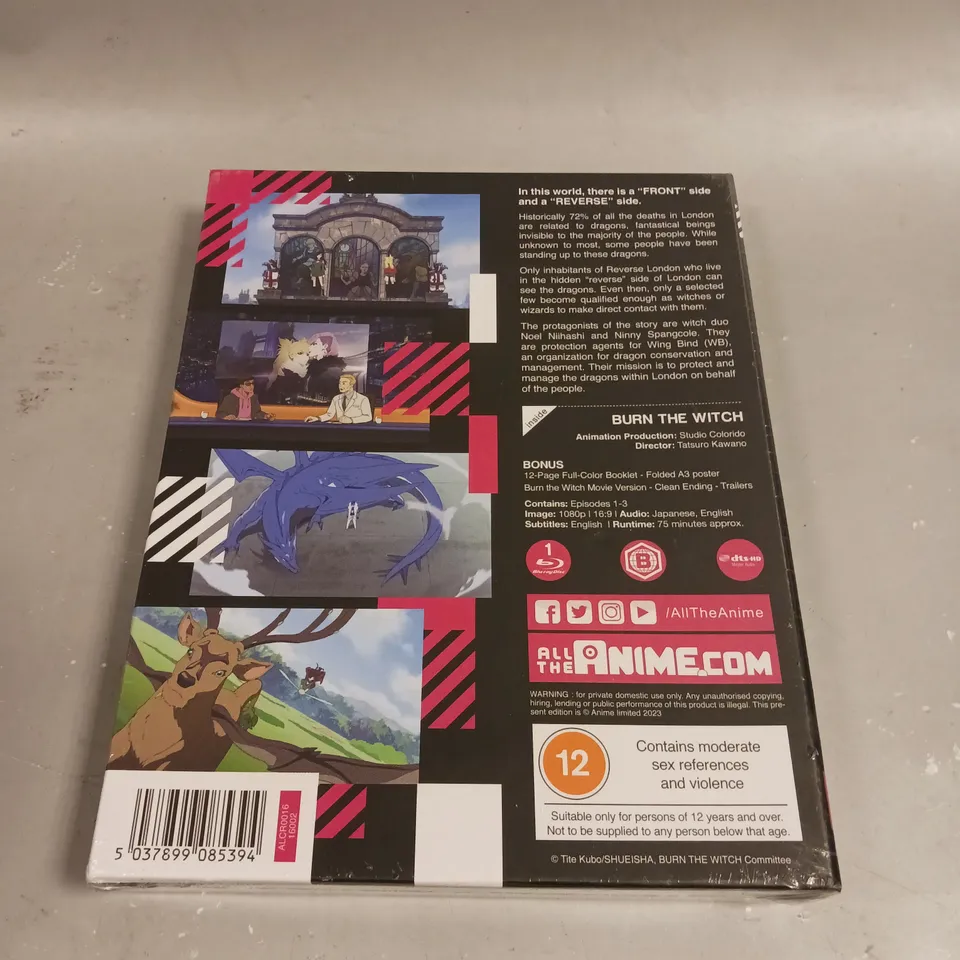 In this world, there is a “FRONT” side
and a “REVERSE” side.
Historically 72% of all the deaths in London
are related to dragons, fantastical beings
invisible to the majority of the people. While
unknown to most, some people have been
standing up to these dragons.
Only inhabitants of Reverse London who live
in the hidden “reverse” side of London can
see the dragons. Even then, only a selected
few become qualified enough as witches or
wizards to make direct contact with them.
The protagonists of the story are witch duo
Noel Niihashi and Ninny Spangcole. They
are protection agents for Wing Bind (WB),
an organization for dragon conservation and
management. Their mission is to protect and
manage the dragons within London on behalf
of the people.
inside
BURN THE WITCH
Animation Production: Studio Colorido
Director: Tatsuro Kawano
BONUS
12-Page Full-Color Booklet - Folded A3 poster
Burn the Witch Movie Version - Clean Ending - Trailers
Contains: Episodes 1-3
Image: 1080p | 16:9 | Audio: Japanese, English
Subtitles: English | Runtime: 75 minutes approx.
1
Blu-ray Disc
B
dts-HD
Master Audio
/AllTheAnime
ALL THE ANIME.COM
WARNING : for private domestic use only. Any unauthorised copying,
hiring, lending or public performance of this product is illegal. This pre-
sent edition is © Anime limited 2023
12
Contains moderate
sex references
and violence
Suitable only for persons of 12 years and over.
Not to be supplied to any person below that age.
© Tite Kubo/SHUEISHA, BURN THE WITCH Committee
5 037899 085394
ALCR0016
16002